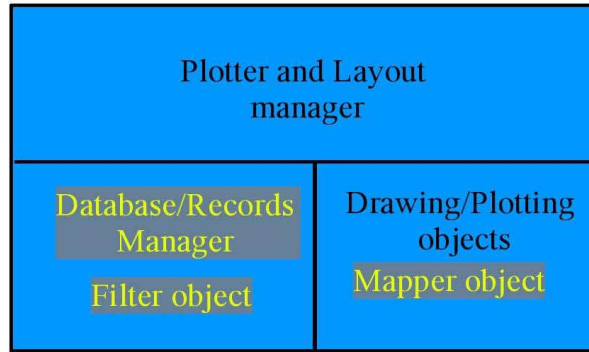 Plotter and Layout
manager
Database/Records
Manager
Filter object
Drawing/Plotting
objects
Mapper object